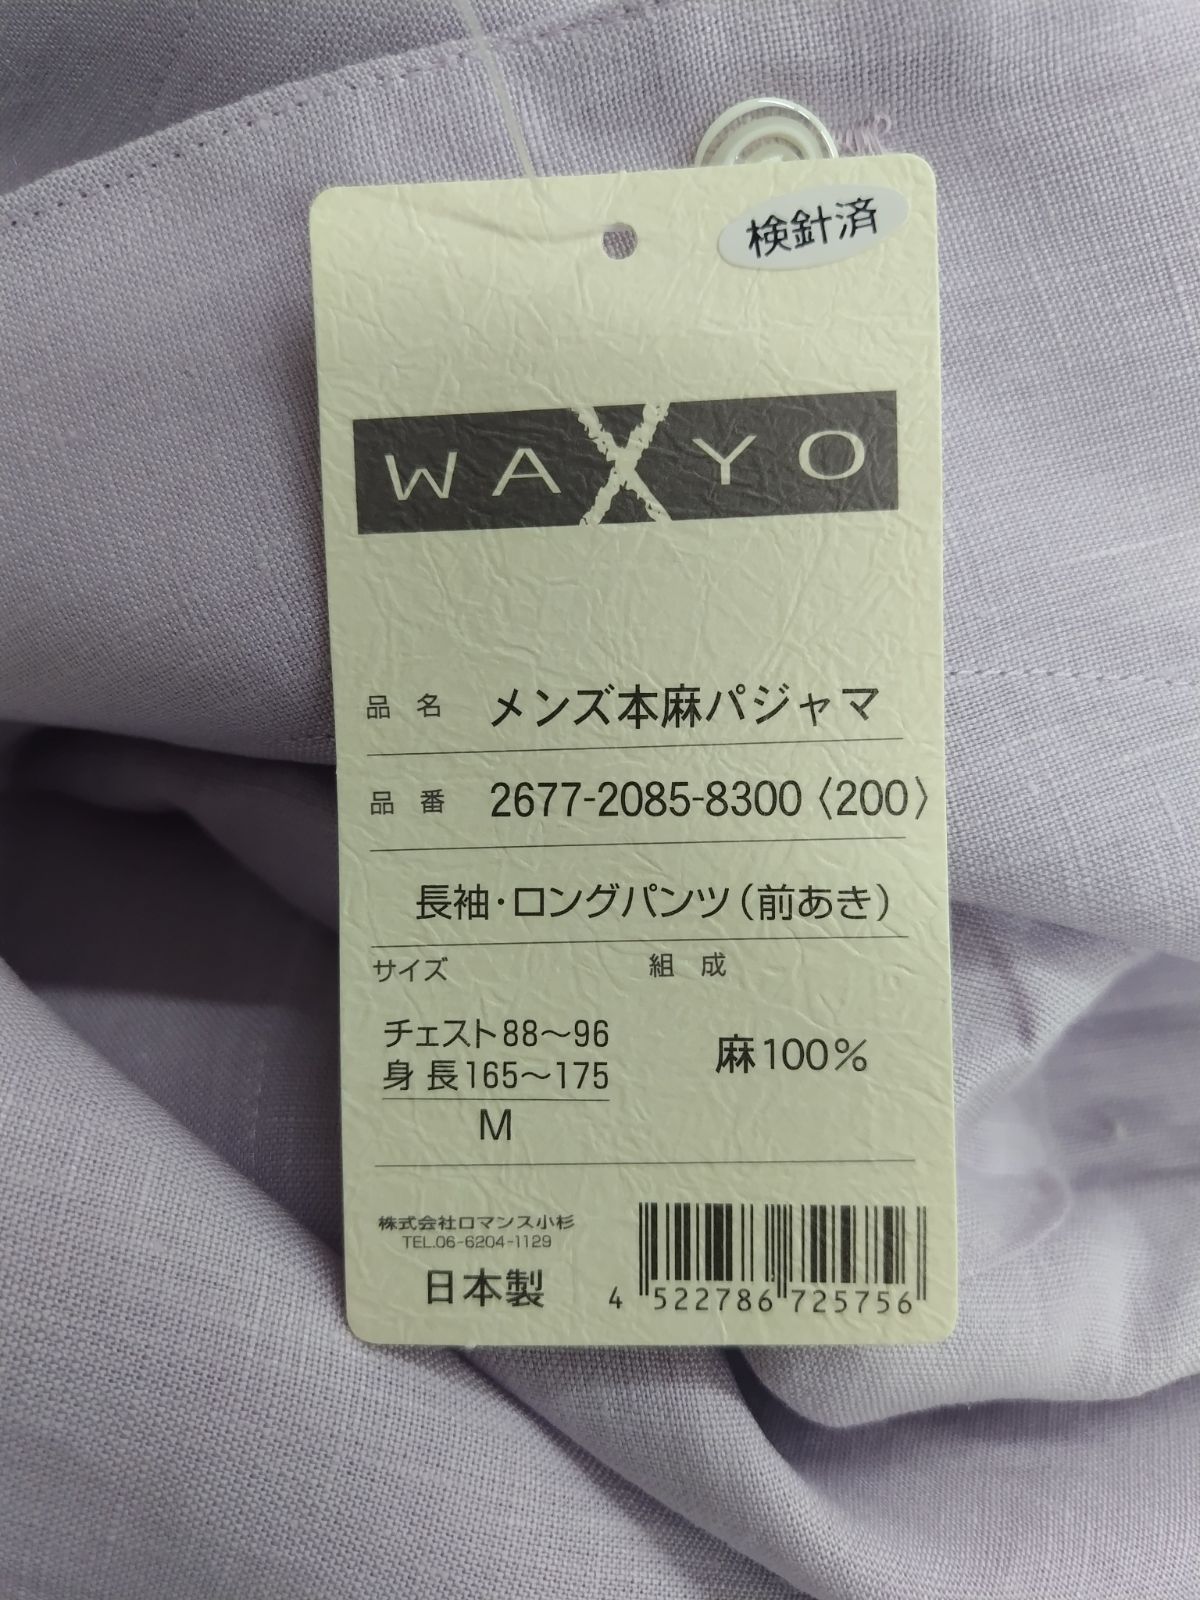 検針済
WAXYO
品名 メンズ本麻パジャマ
品番 2677-2085-8300〈200〉
長袖・ロングパンツ(前あき)
サイズ 組成
チェスト88～96
身長165～175
麻100%
M
株式会社ロマンス小杉
TEL.06-6204-1129
日本製
4 522786 725756